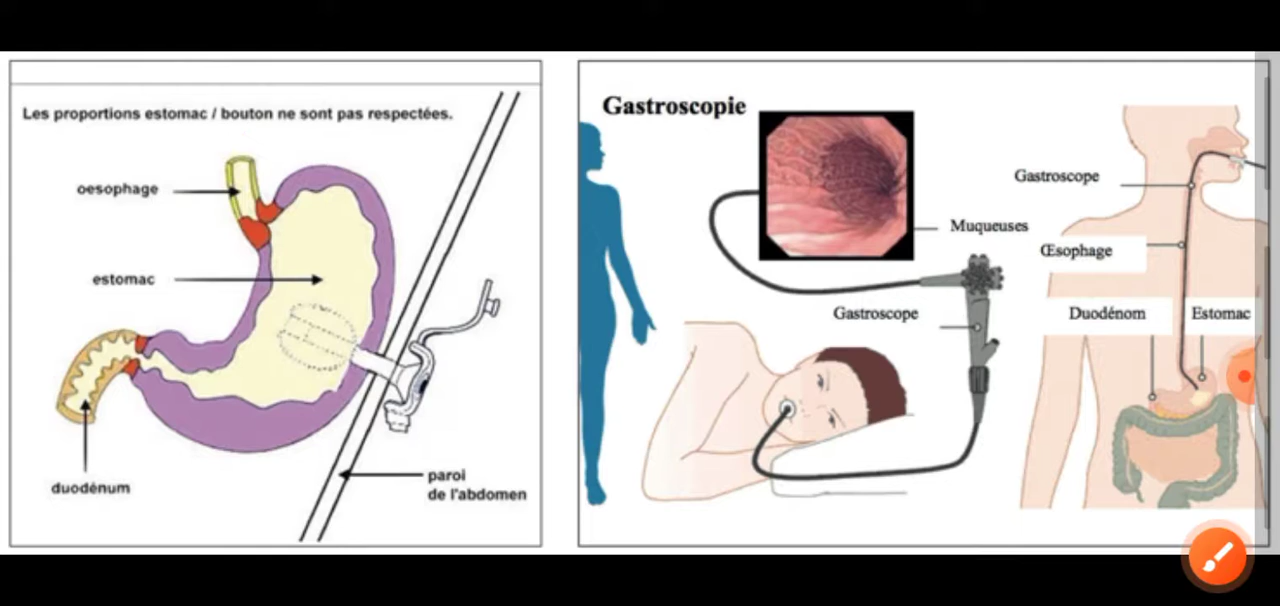 Les proportions estomac / bouton ne sont pas respectées.
oesophage
estomac
duodénum
paroi
de l'abdomen
Gastroscopie
Muqueuses
Gastroscope
Gastroscope
Œsophage
Duodénom
Estomac